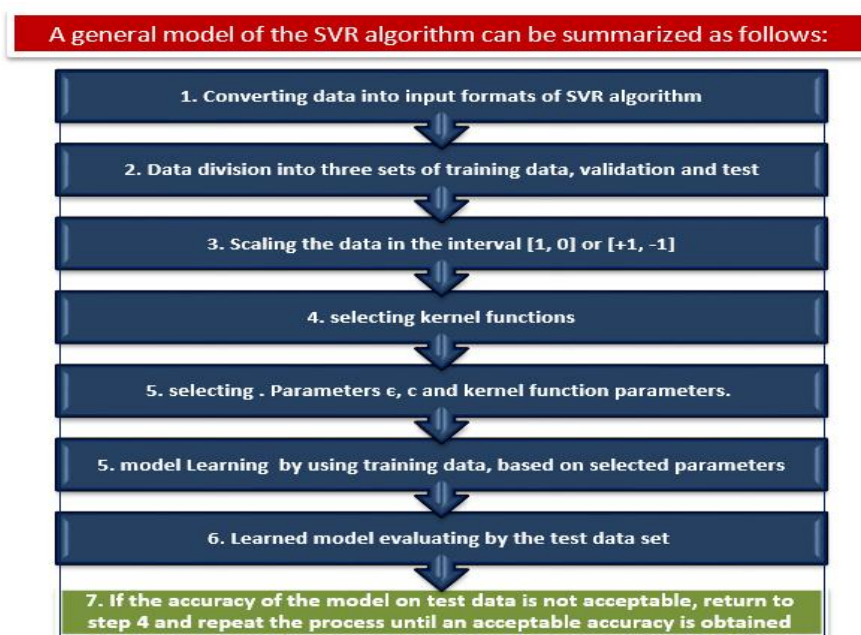 A general model of the SVR algorithm can be summarized as follows:
1. Converting data into input formats of SVR algorithm
2. Data division into three sets of training data, validation and test
3. Scaling the data in the interval [1, 0] or [+1, -1]
4. selecting kernel functions
5. selecting . Parameters ϵ, c and kernel function parameters.
5. model Learning by using training data, based on selected parameters
6. Learned model evaluating by the test data set
7. If the accuracy of the model on test data is not acceptable, return to
step 4 and repeat the process until an acceptable accuracy is obtained